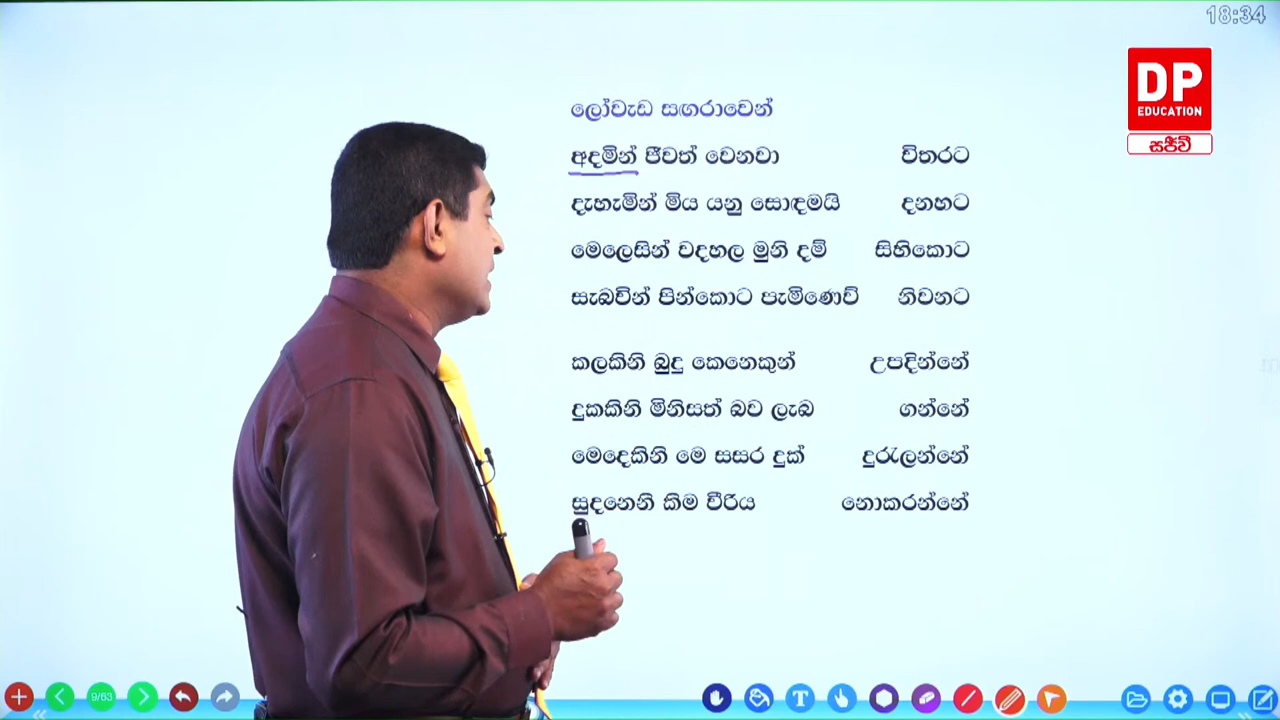 18:34
DP
EDUCATION
සජීවී
ලෝවැඩ සඟරාවෙන්
අදමින් ජීවත් වෙනවා විතරට
දැහැමින් මිය යනු සොඳමයි දනහට
මෙලෙසින් වදහල මුනි දම් සිහිකොට
සැබවින් පින්කොට පැමිණෙව් නිවනට
කලකිනි බුදු කෙනෙකුන් උපදින්නේ
දුකකිනි මිනිසත් බව ලැබ ගන්නේ
මෙදෙකිනි මෙ සසර දුක් දුරැලන්නේ
සුදනෙනි කිම වීරිය නොකරන්නේ
9/63